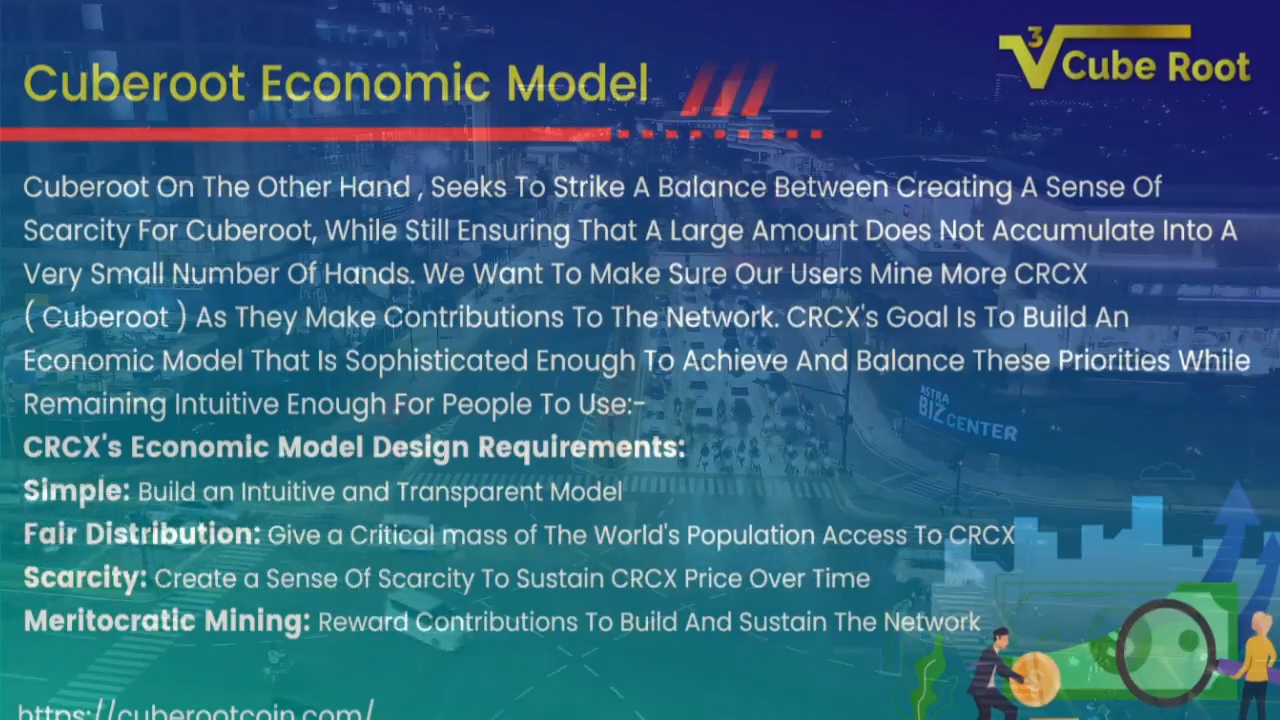 3
Cube Root
Cuberoot Economic Model
Cuberoot On The Other Hand , Seeks To Strike A Balance Between Creating A Sense Of
Scarcity For Cuberoot, While Still Ensuring That A Large Amount Does Not Accumulate Into A
Very Small Number Of Hands. We Want To Make Sure Our Users Mine More CRCX
( Cuberoot ) As They Make Contributions To The Network. CRCX's Goal Is To Build An
Economic Model That Is Sophisticated Enough To Achieve And Balance These Priorities While
Remaining Intuitive Enough For People To Use:-
CRCX's Economic Model Design Requirements:
Simple: Build an Intuitive and Transparent Model
Fair Distribution: Give a Critical mass of The World's Population Access To CRCX
Scarcity: Create a Sense Of Scarcity To Sustain CRCX Price Over Time
Meritocratic Mining: Reward Contributions To Build And Sustain The Network
ASTRA
BIZ CENTER
https://cuberootcoin.com/